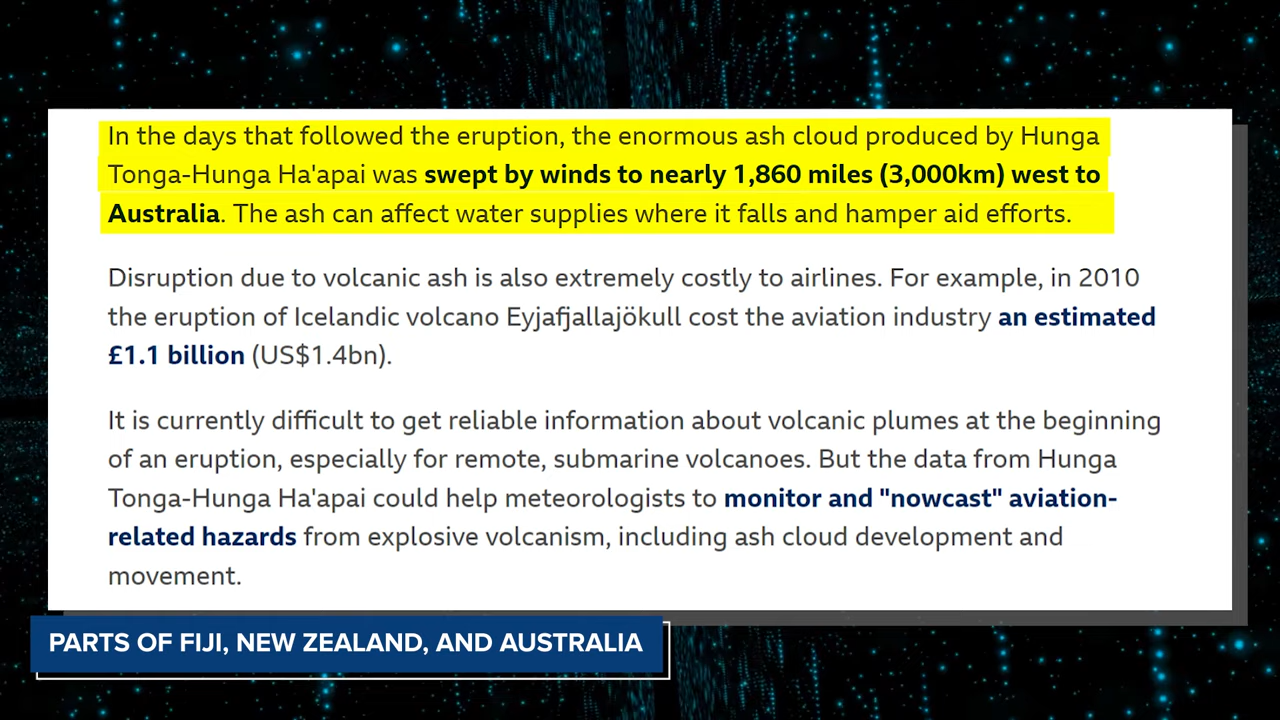 In the days that followed the eruption, the enormous ash cloud produced by Hunga
Tonga-Hunga Ha'apai was swept by winds to nearly 1,860 miles (3,000km) west to
Australia. The ash can affect water supplies where it falls and hamper aid efforts.
Disruption due to volcanic ash is also extremely costly to airlines. For example, in 2010
the eruption of Icelandic volcano Eyjafjallajökull cost the aviation industry an estimated
£1.1 billion (US$1.4bn).
It is currently difficult to get reliable information about volcanic plumes at the beginning
of an eruption, especially for remote, submarine volcanoes. But the data from Hunga
Tonga-Hunga Ha'apai could help meteorologists to monitor and "nowcast" aviation-
related hazards from explosive volcanism, including ash cloud development and
movement.
PARTS OF FIJI, NEW ZEALAND, AND AUSTRALIA